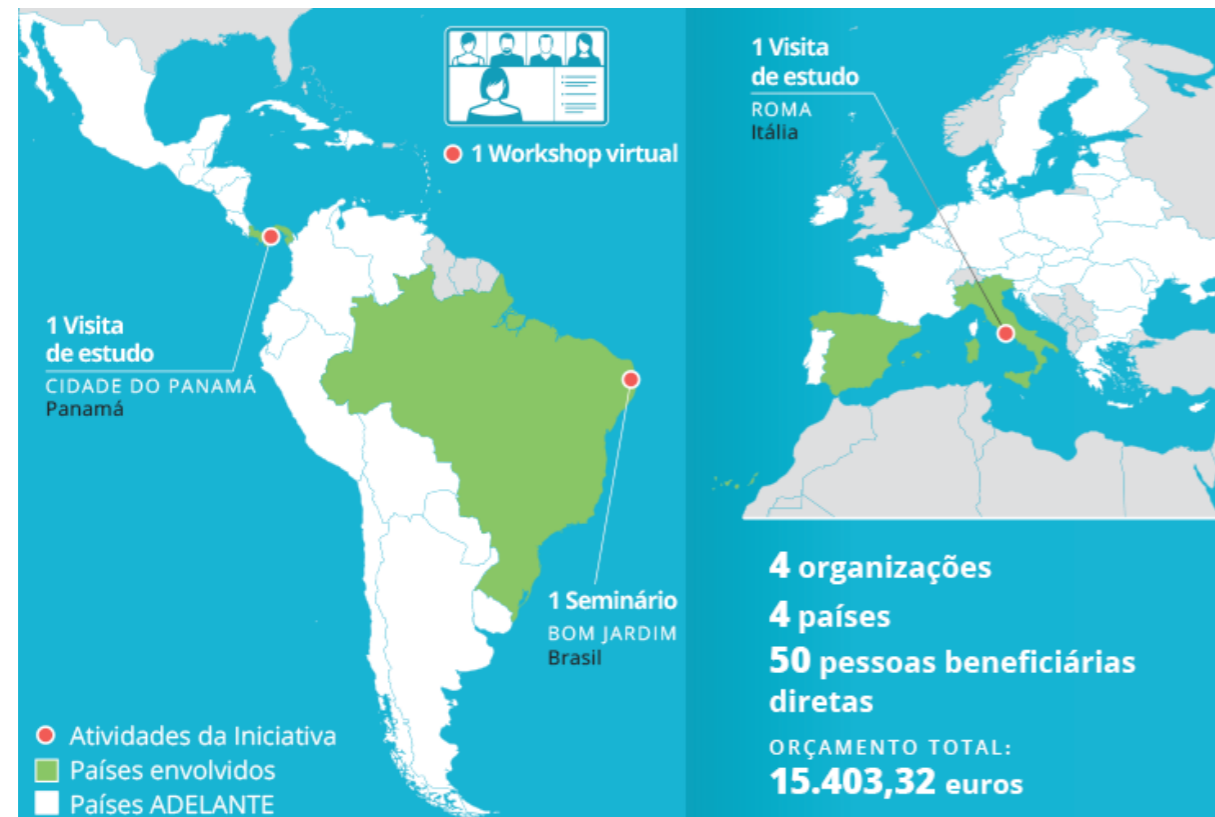 1 Workshop virtual
1 Visita
de estudo
CIDADE DO PANAMÁ
Panamá
1 Seminário
BOM JARDIM
Brasil
Atividades da Iniciativa
Países envolvidos
Países ADELANTE
1 Visita
de estudo
ROMA
Itália
4 organizações
4 países
50 pessoas beneficiárias
diretas
ORÇAMENTO TOTAL:
15.403,32 euros